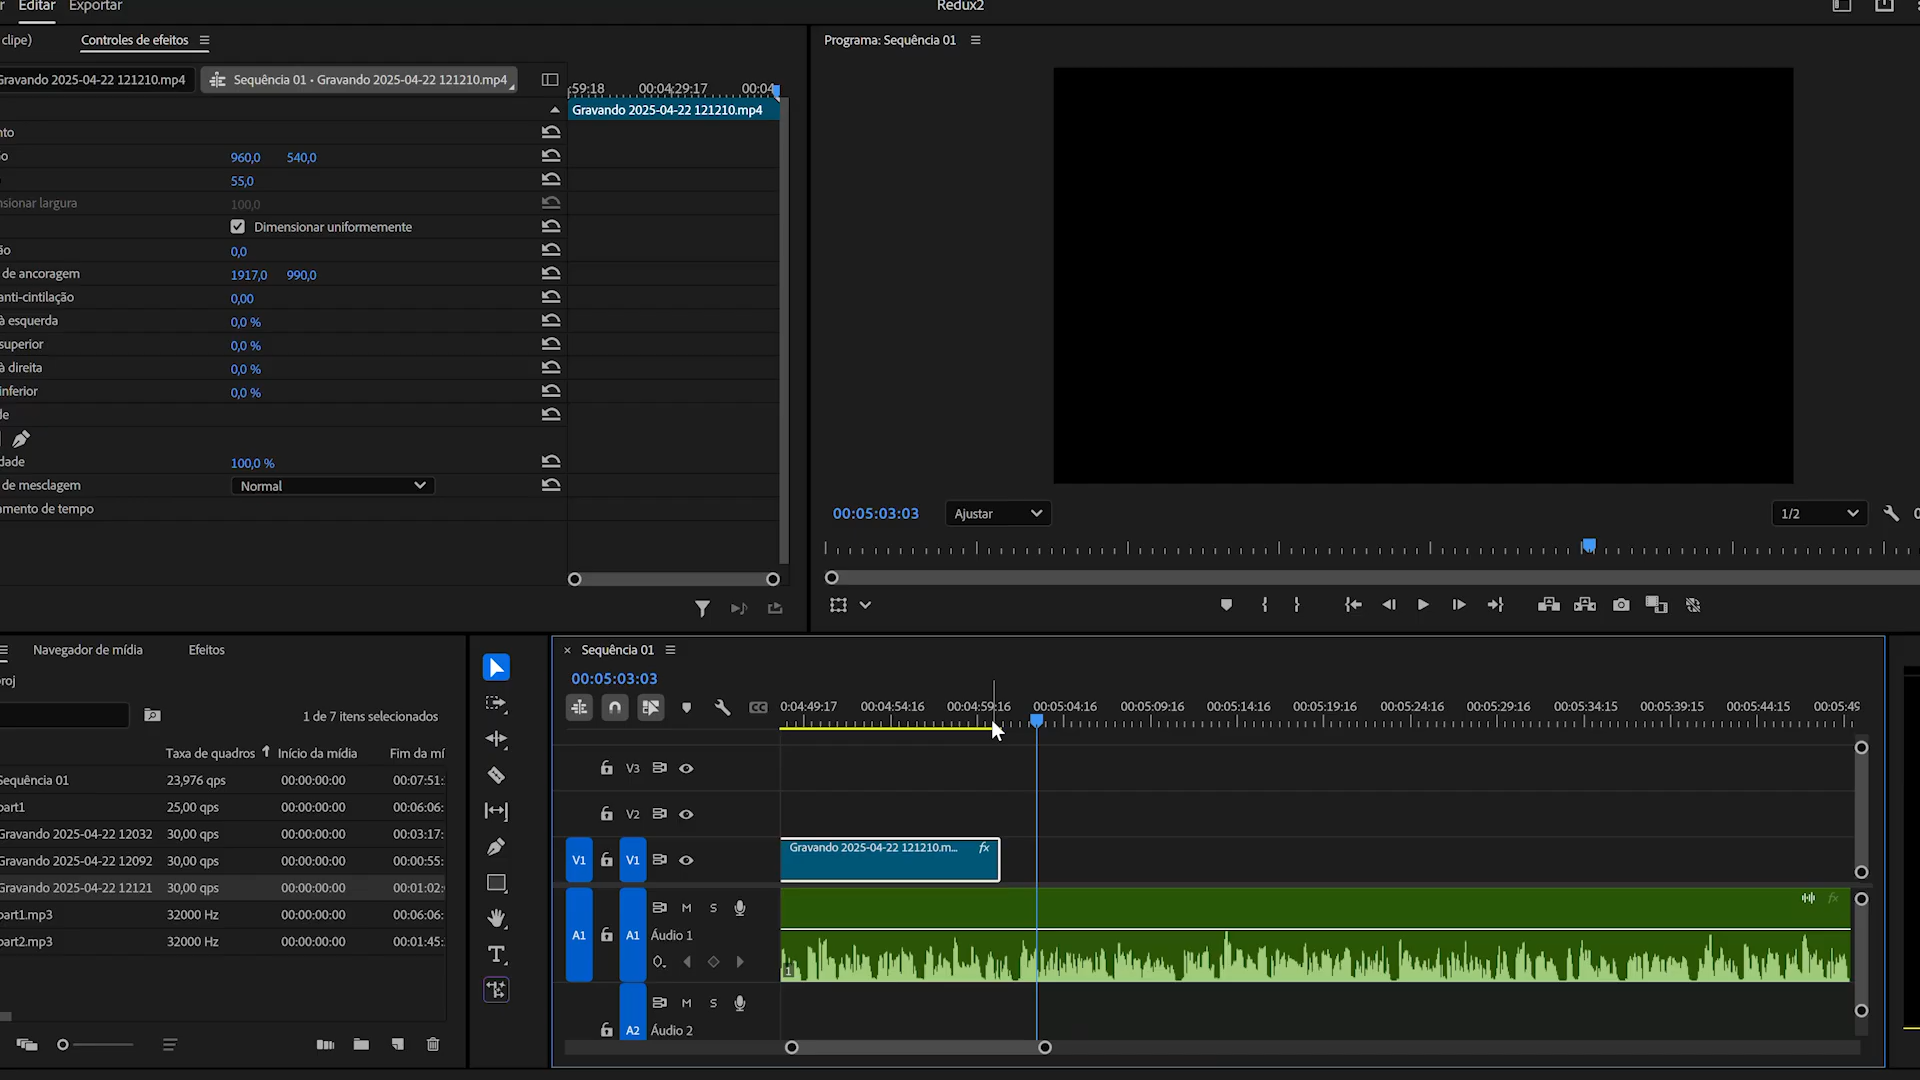 r Editar Exportar
Redux2
clipe)
Controles de efeitos
Gravando 2025-04-22 121210.mp4
Sequência 01 • Gravando 2025-04-22 121210.mp4
:59:18 00:04:29:17 00:04
Gravando 2025-04-22 121210.mp4
nto
o 960,0 540,0
55,0
nsionar largura 100,0
Dimensionar uniformemente
ão 0,0
de ancoragem 1917,0 990,0
anti-cintilação 0,00
à esquerda 0,0 %
superior 0,0 %
à direita 0,0 %
inferior 0,0 %
de
dade 100,0 %
de mesclagem Normal
amento de tempo
Programa: Sequência 01
00:05:03:03
Ajustar
1/2
0
Navegador de mídia
Efeitos
roj
1 de 7 itens selecionados
Taxa de quadros Início da mídia Fim da mí
Sequência 01 23,976 qps 00:00:00:00 00:07:51:
part1 25,00 qps 00:00:00:00 00:06:06:
Gravando 2025-04-22 12032 30,00 qps 00:00:00:00 00:03:17:
Gravando 2025-04-22 12092 30,00 qps 00:00:00:00 00:00:55:
Gravando 2025-04-22 12121 30,00 qps 00:00:00:00 00:01:02:
part1.mp3 32000 Hz 00:00:00:00 00:06:06:
part2.mp3 32000 Hz 00:00:00:00 00:01:45:
× Sequência 01
00:05:03:03
CC
0:04:49:17 00:04:54:16 00:04:59:16 00:05:04:16 00:05:09:16 00:05:14:16 00:05:19:16 00:05:24:16 00:05:29:16 00:05:34:15 00:05:39:15 00:05:44:15 00:05:49
V3
V2
V1 V1
Gravando 2025-04-22 121210.m... fx
M S
A1 A1 Áudio 1
fx
1
M S
A2 Áudio 2